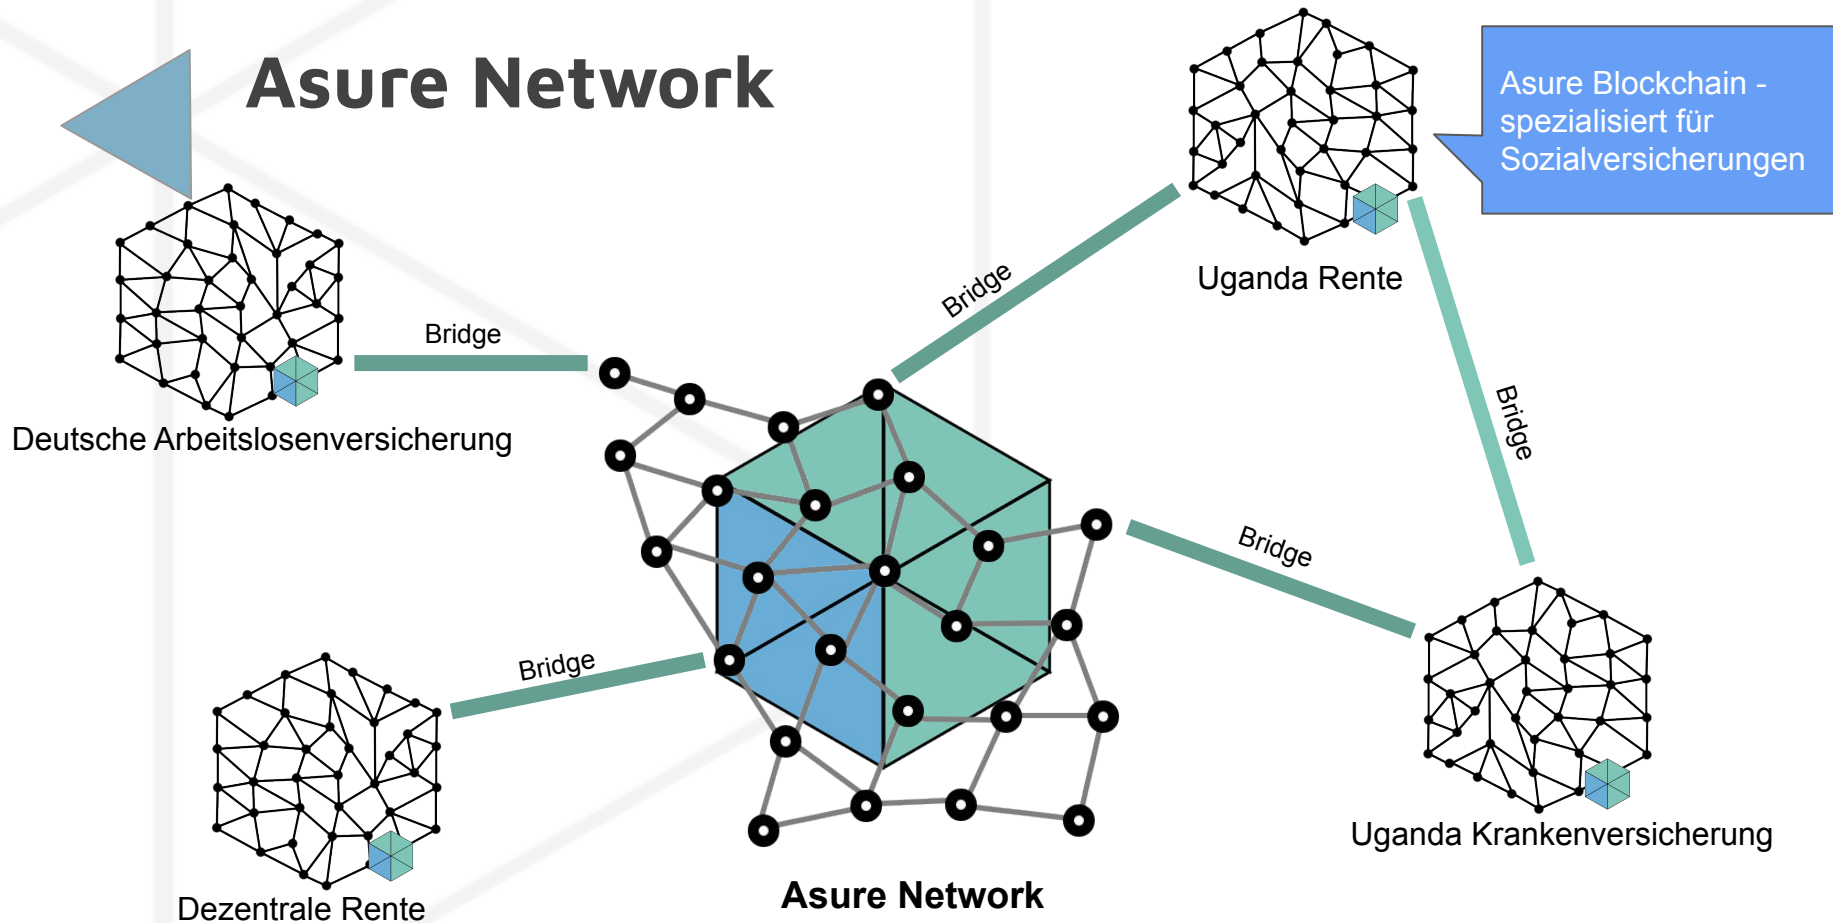 Asure Network
Asure Blockchain -
spezialisiert für
Sozialversicherungen
Uganda Rente
Bridge
Bridge
Deutsche Arbeitslosenversicherung
Bridge
Bridge
Bridge
Uganda Krankenversicherung
Asure Network
Dezentrale Rente